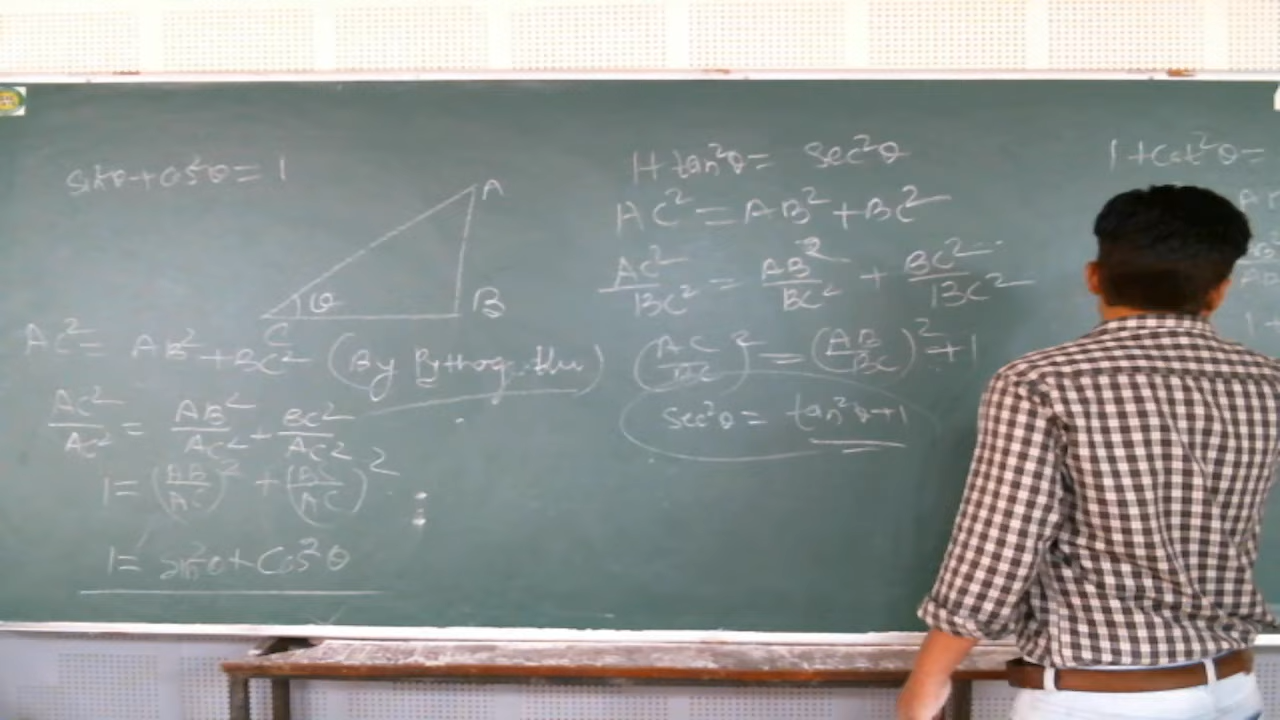 sin²θ+cos²θ=1
A
B
C
θ
AC²= AB²+BC² (By Pythog. thm)
AC²/AC² = AB²/AC² + BC²/AC²
1= (AB/AC)² + (BC/AC)²
1= sin²θ+Cos²θ
1+tan²θ= Sec²θ
AC²=AB²+BC²
AC²/BC² = AB²/BC² + BC²/BC²
(AC/BC)² = (AB/BC)²+1
sec²θ= tan²θ+1
1+Cot²θ=